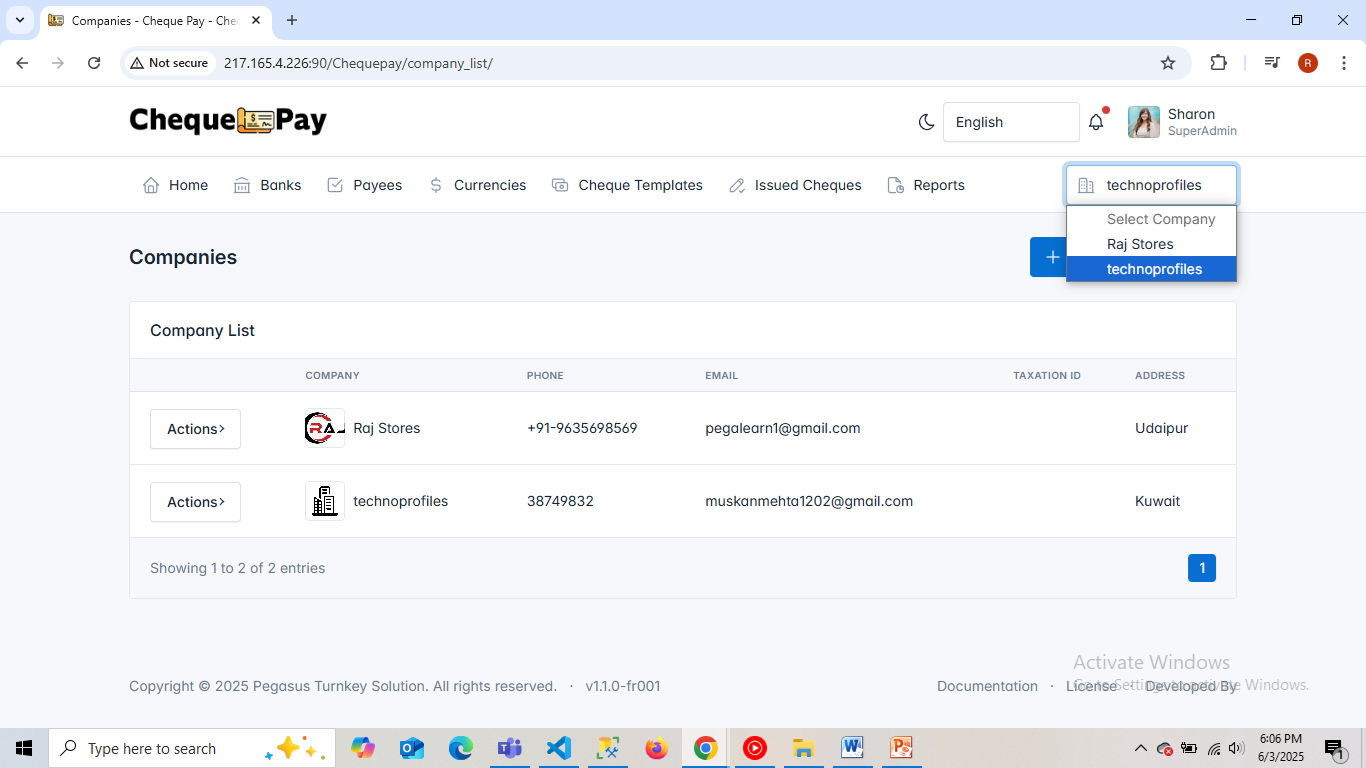 Companies - Cheque Pay - Che
Not secure 217.165.4.226:90/Chequepay/company_list/
R
Cheque Pay
English
Sharon
SuperAdmin
Home Banks Payees Currencies Cheque Templates Issued Cheques Reports technoprofiles
Select Company
Raj Stores
technoprofiles
Companies
Company List
COMPANY PHONE EMAIL TAXATION ID ADDRESS
Actions Raj Stores +91-9635698569 pegalearn1@gmail.com Udaipur
Actions technoprofiles 38749832 muskanmehta1202@gmail.com Kuwait
Showing 1 to 2 of 2 entries 1
Activate Windows
Go to Settings to activate Windows.
Copyright © 2025 Pegasus Turnkey Solution. All rights reserved. · v1.1.0-fr001 Documentation · License · Developed By
Type here to search
6:06 PM
6/3/2025
1